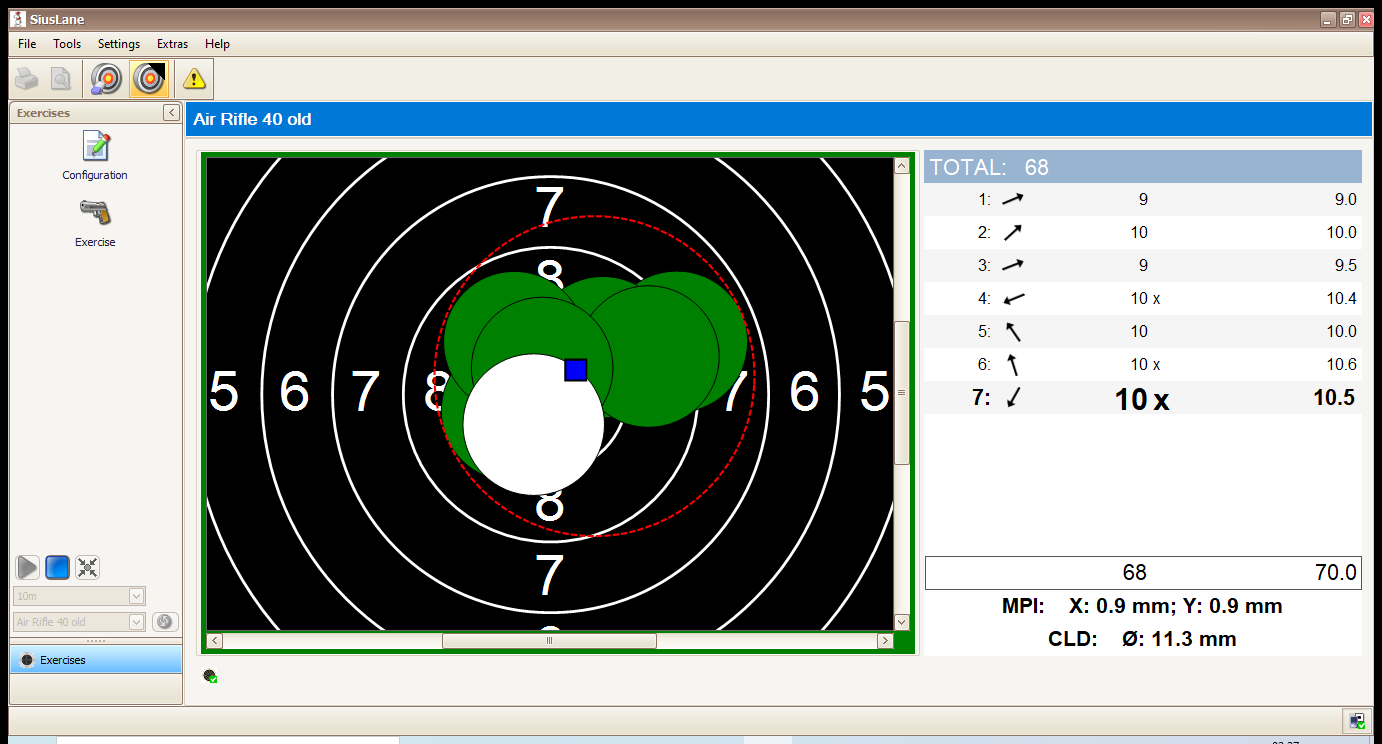 SiusLane
File Tools Settings Extras Help
Exercises
Configuration
Exercise
10m
Air Rifle 40 old
Exercises
Air Rifle 40 old
7
8
5 6 7 8 7 6 5
8
7
TOTAL: 68
1: 9 9.0
2: 10 10.0
3: 9 9.5
4: 10 x 10.4
5: 10 10.0
6: 10 x 10.6
7: 10 x 10.5
68 70.0
MPI: X: 0.9 mm; Y: 0.9 mm
CLD: Ø: 11.3 mm